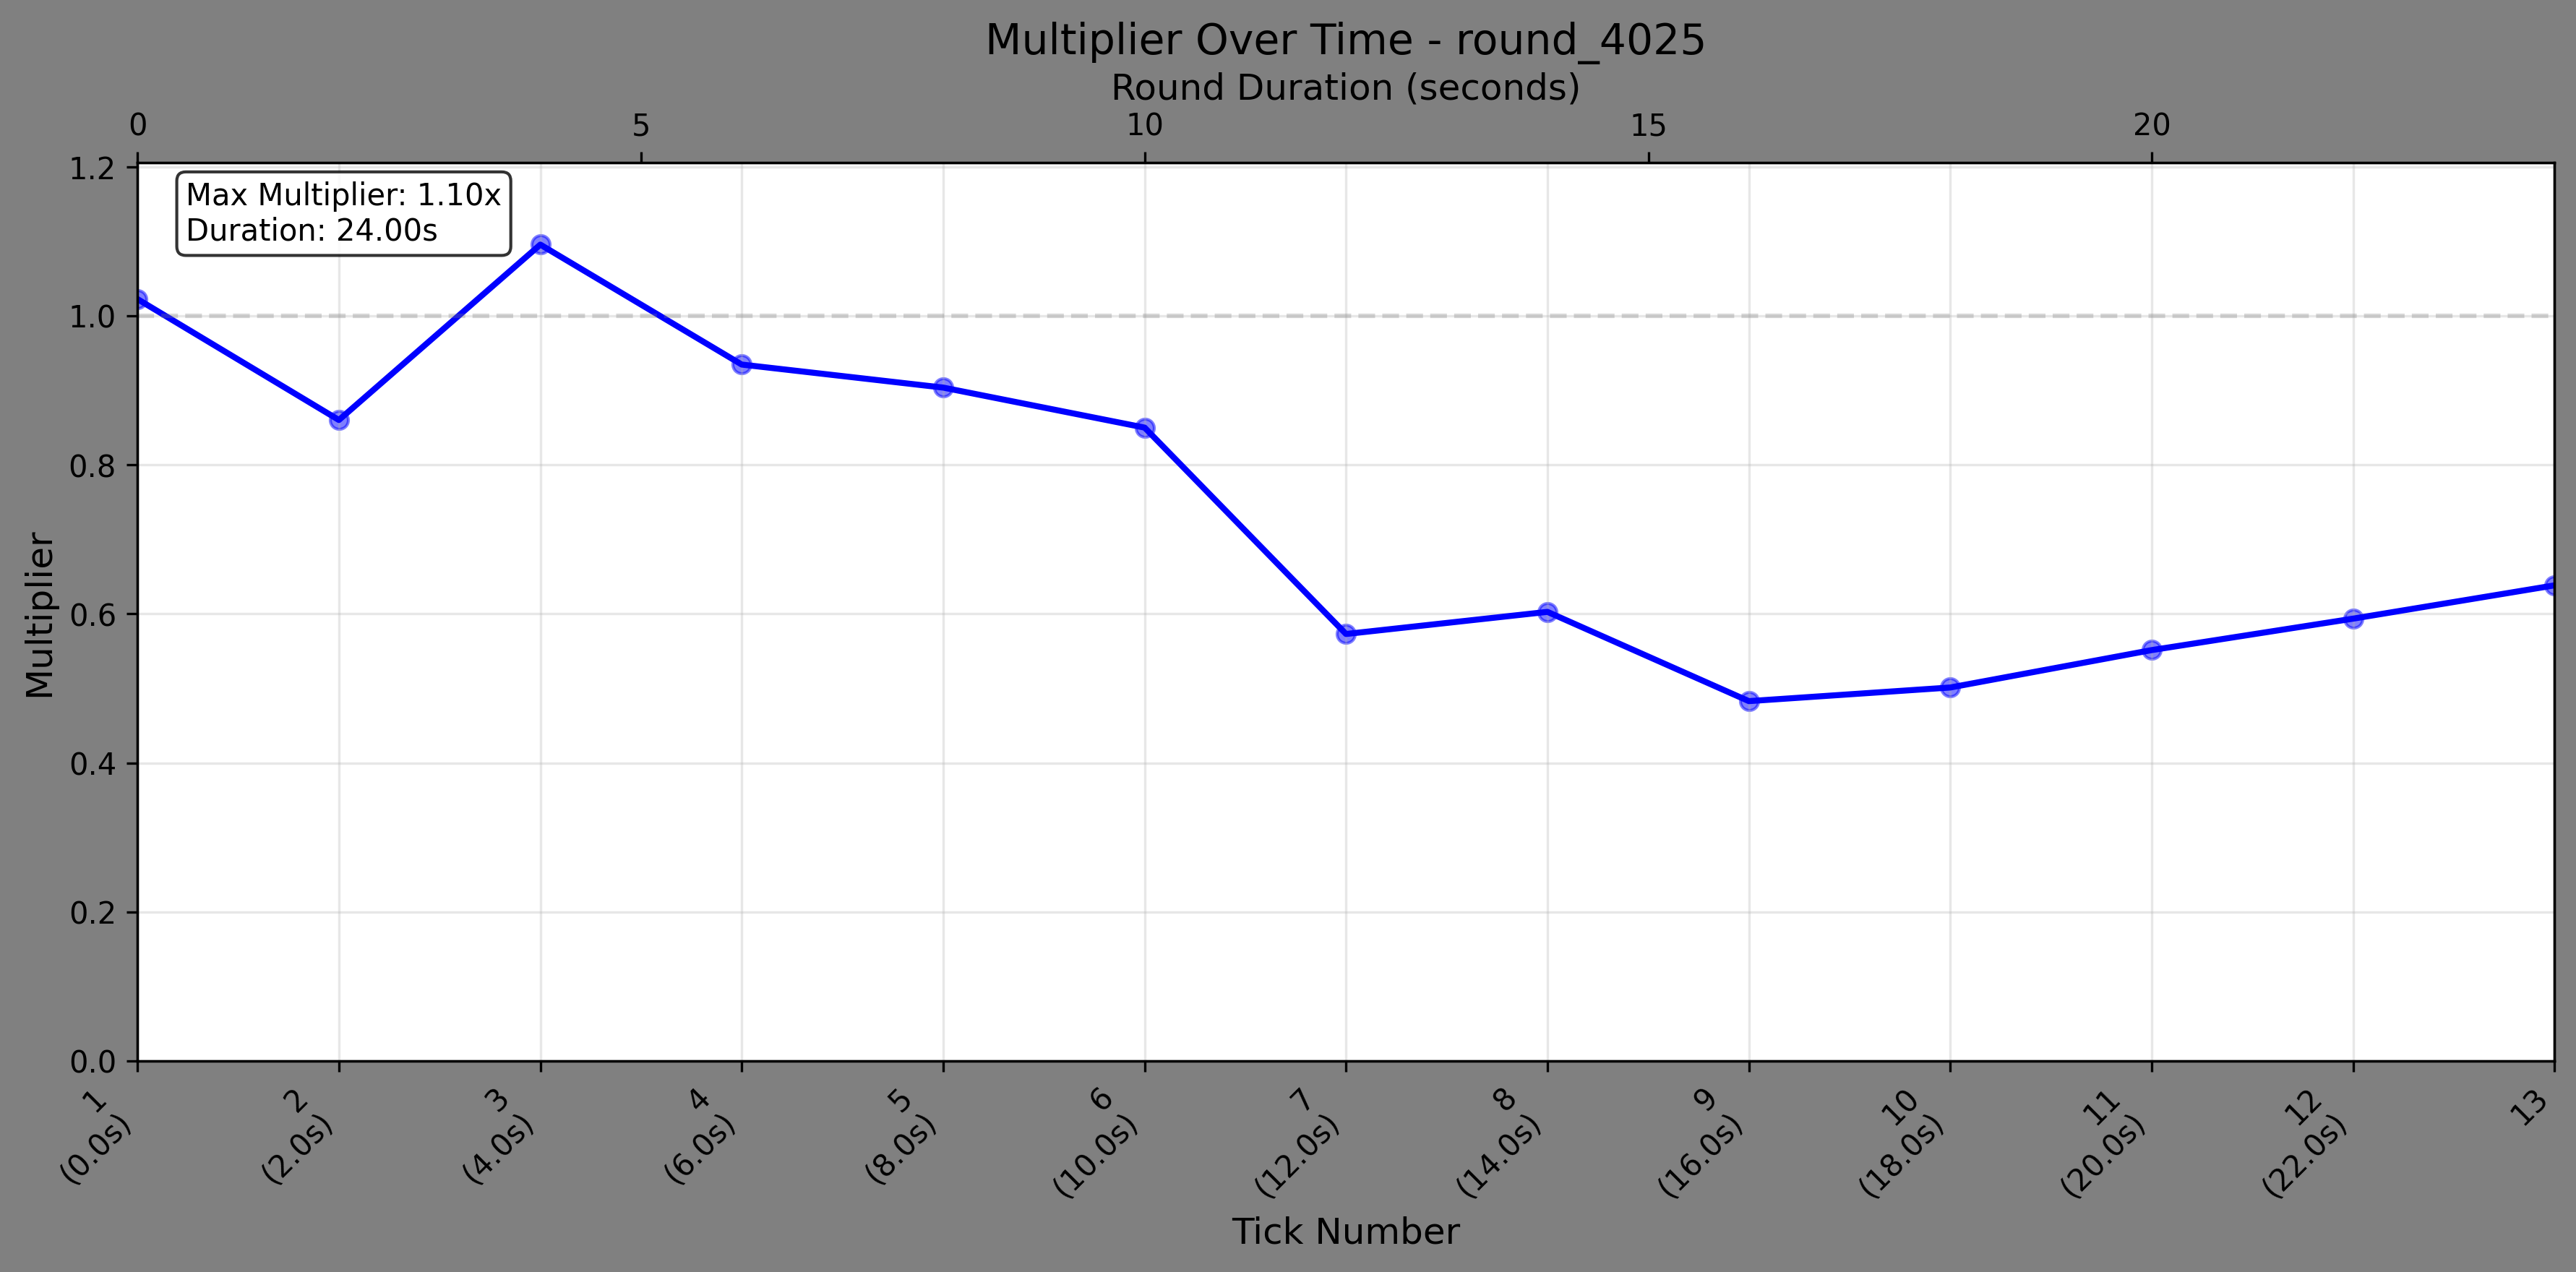 Multiplier Over Time - round_4025
Round Duration (seconds)
0 5 10 15 20
Max Multiplier: 1.10x
Duration: 24.00s
Multiplier
1.2
1.0
0.8
0.6
0.4
0.2
0.0
1
(0.0s)
2
(2.0s)
3
(4.0s)
4
(6.0s)
5
(8.0s)
6
(10.0s)
7
(12.0s)
8
(14.0s)
9
(16.0s)
10
(18.0s)
11
(20.0s)
12
(22.0s)
13
Tick Number